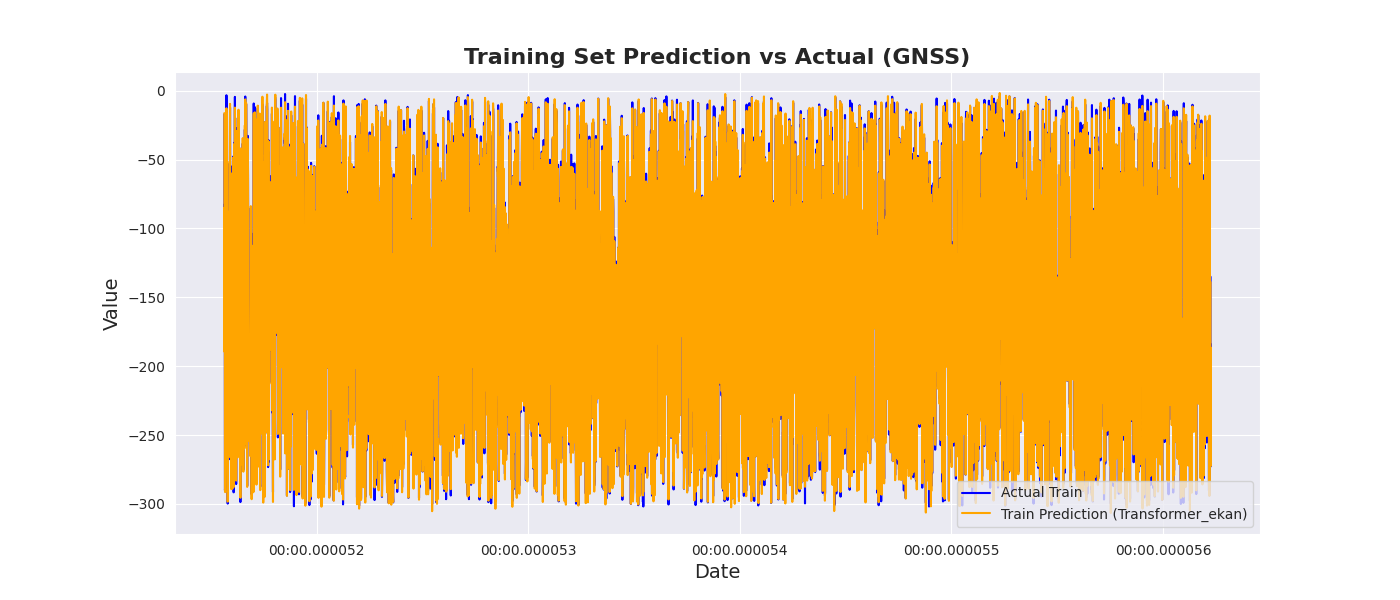 Training Set Prediction vs Actual (GNSS)
Value
0
−50
−100
−150
−200
−250
−300
Actual Train
Train Prediction (Transformer_ekan)
00:00.000052
00:00.000053
00:00.000054
00:00.000055
00:00.000056
Date